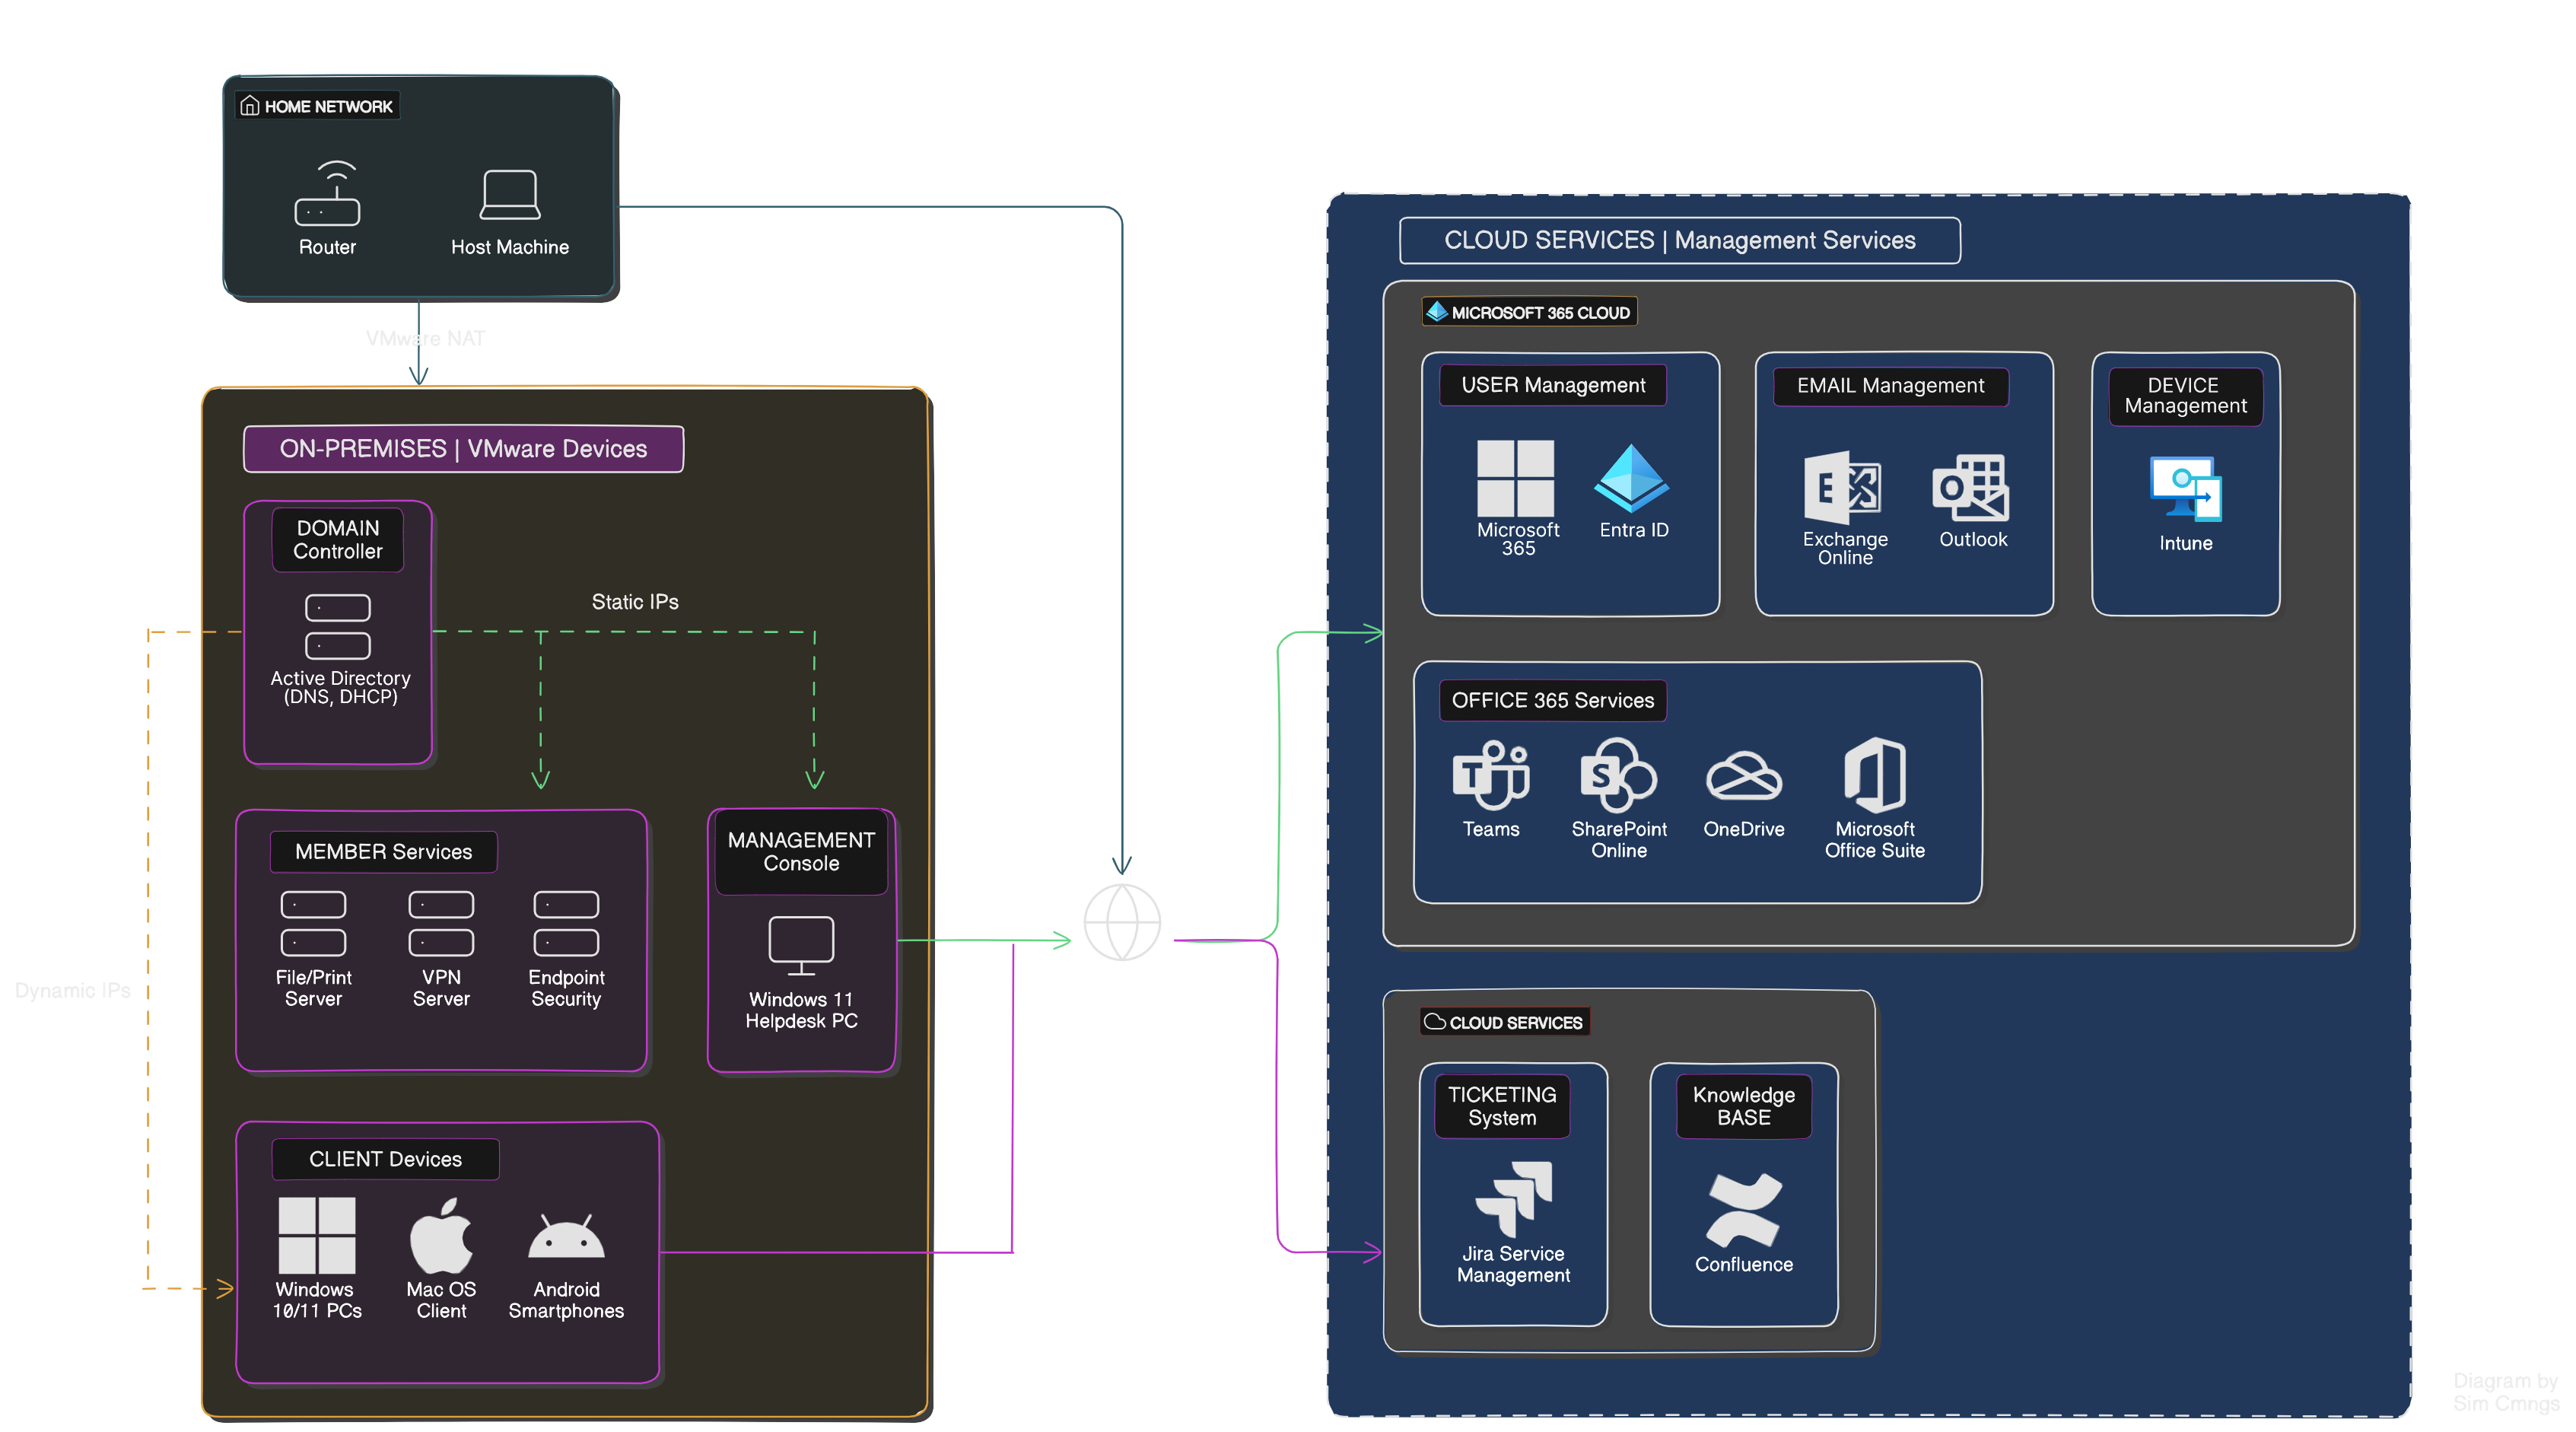 HOME NETWORK
Router
Host Machine
VMware NAT
ON-PREMISES | VMware Devices
DOMAIN
Controller
Active Directory
(DNS, DHCP)
Static IPs
Dynamic IPs
MEMBER Services
File/Print
Server
VPN
Server
Endpoint
Security
MANAGEMENT
Console
Windows 11
Helpdesk PC
CLIENT Devices
Windows
10/11 PCs
Mac OS
Client
Android
Smartphones
CLOUD SERVICES | Management Services
MICROSOFT 365 CLOUD
USER Management
Microsoft
365
Entra ID
EMAIL Management
E
Exchange
Online
O
Outlook
DEVICE
Management
Intune
OFFICE 365 Services
T
Teams
S
SharePoint
Online
OneDrive
Microsoft
Office Suite
CLOUD SERVICES
TICKETING
System
Jira Service
Management
Knowledge
BASE
Confluence
Diagram by
Sim Cmngs